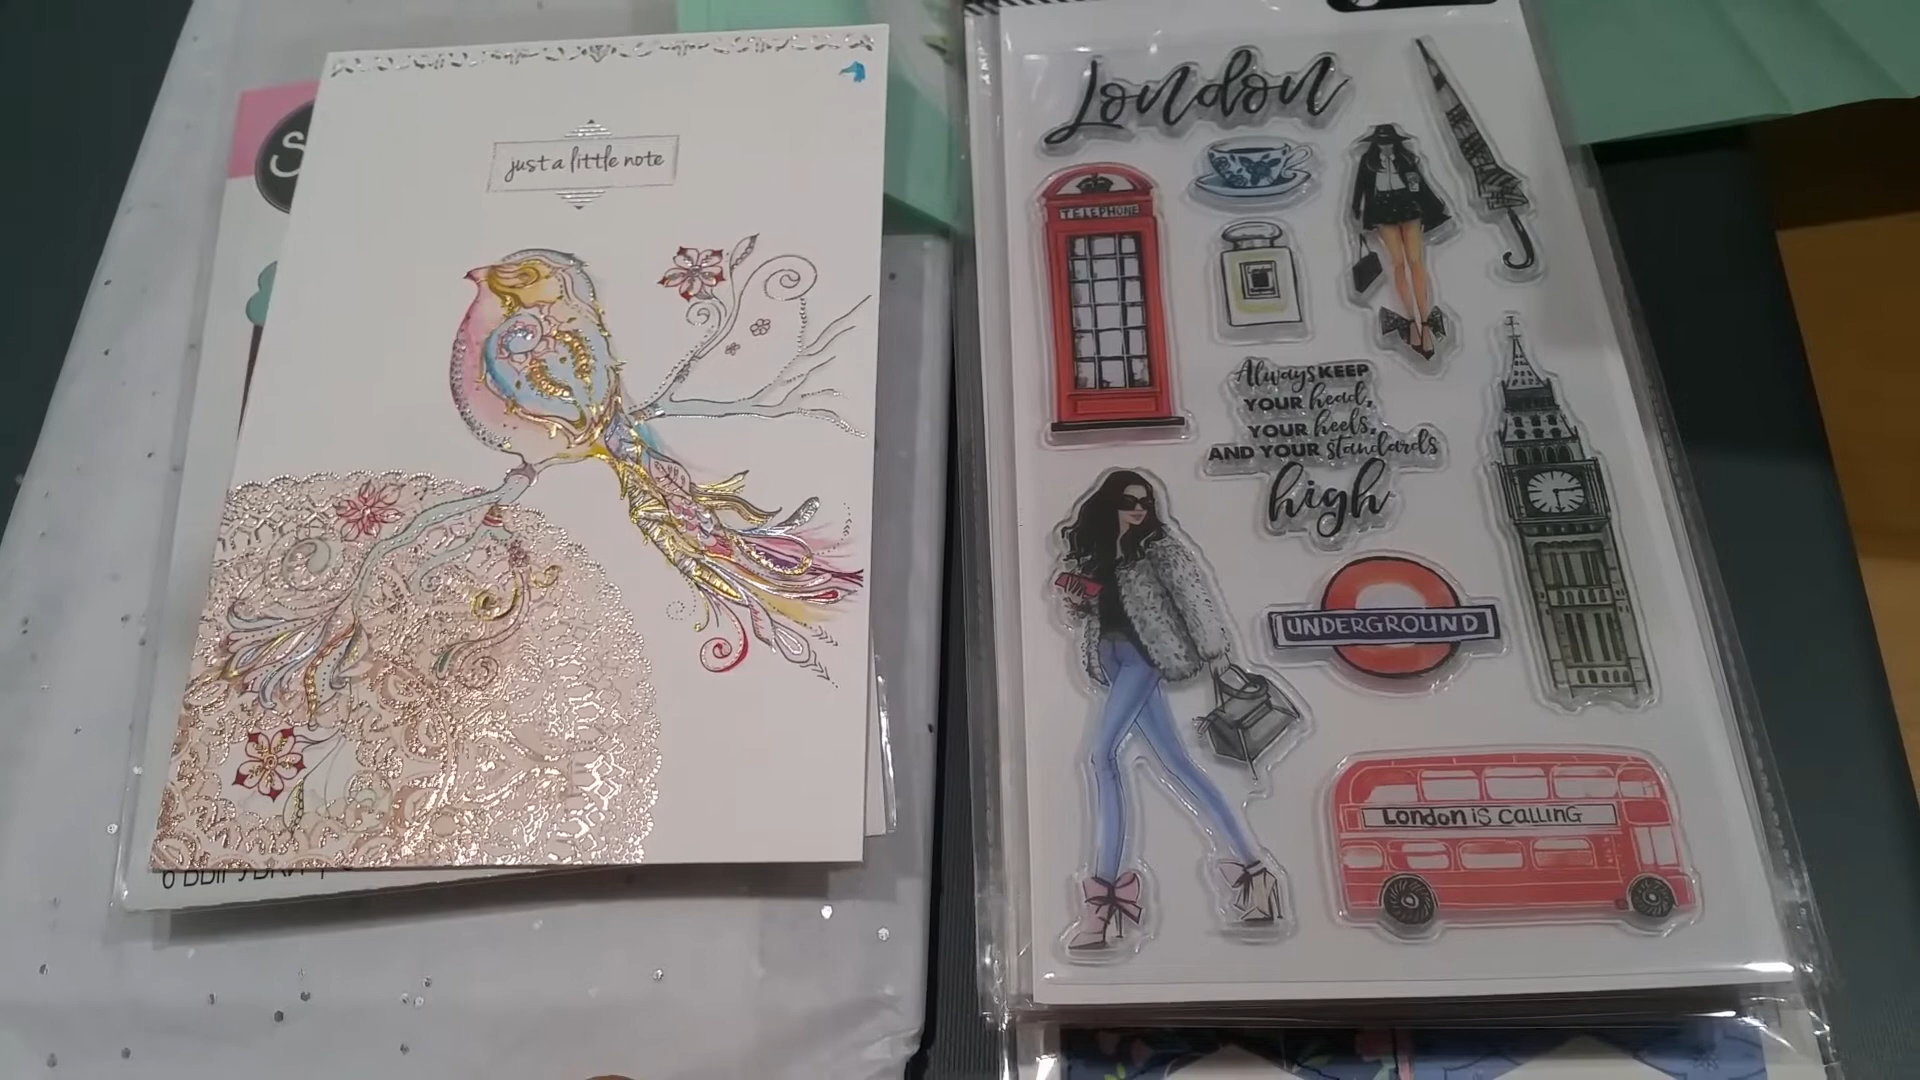 just a little note
London
TELEPHONE
Always KEEP
YOUR head,
YOUR heels,
AND YOUR standards
high
UNDERGROUND
London is calling
S